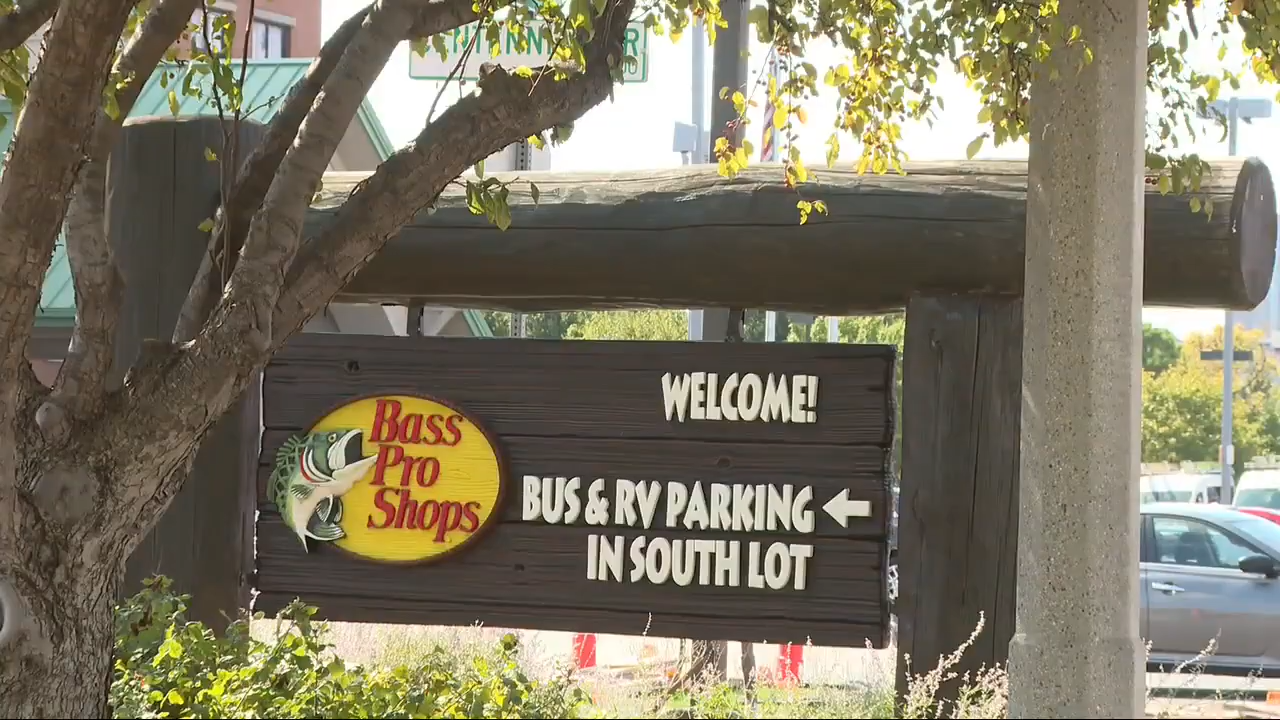 WELCOME!
Bass
Pro
Shops
BUS & RV PARKING
IN SOUTH LOT